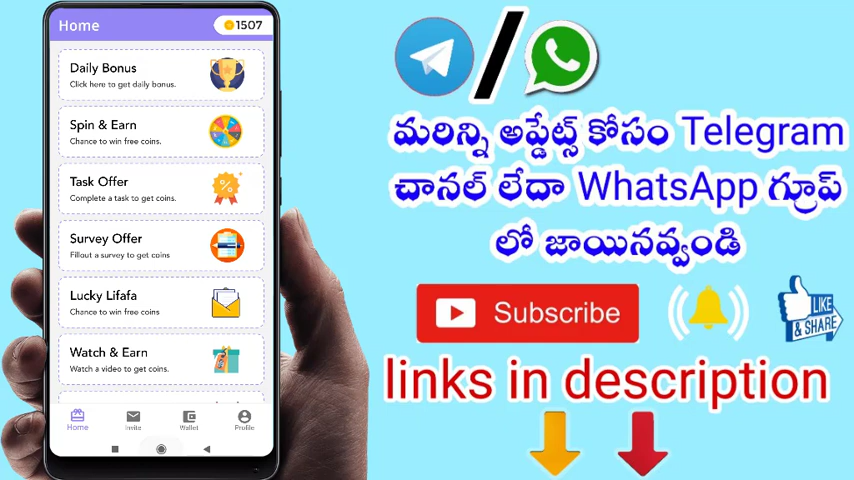 Home
1507
Daily Bonus
Click here to get daily bonus.
Spin & Earn
Chance to win free coins.
Task Offer
Complete a task to get coins.
Survey Offer
Fillout a survey to get coins
Lucky Lifafa
Chance to win free coins
Watch & Earn
Watch a video to get coins.
Home Invite Wallet Profile
మరిన్ని అప్డేట్స్ కోసం Telegram
చానల్ లేదా WhatsApp గ్రూప్
లో జాయినవ్వండి
Subscribe
LIKE
& SHARE
links in description